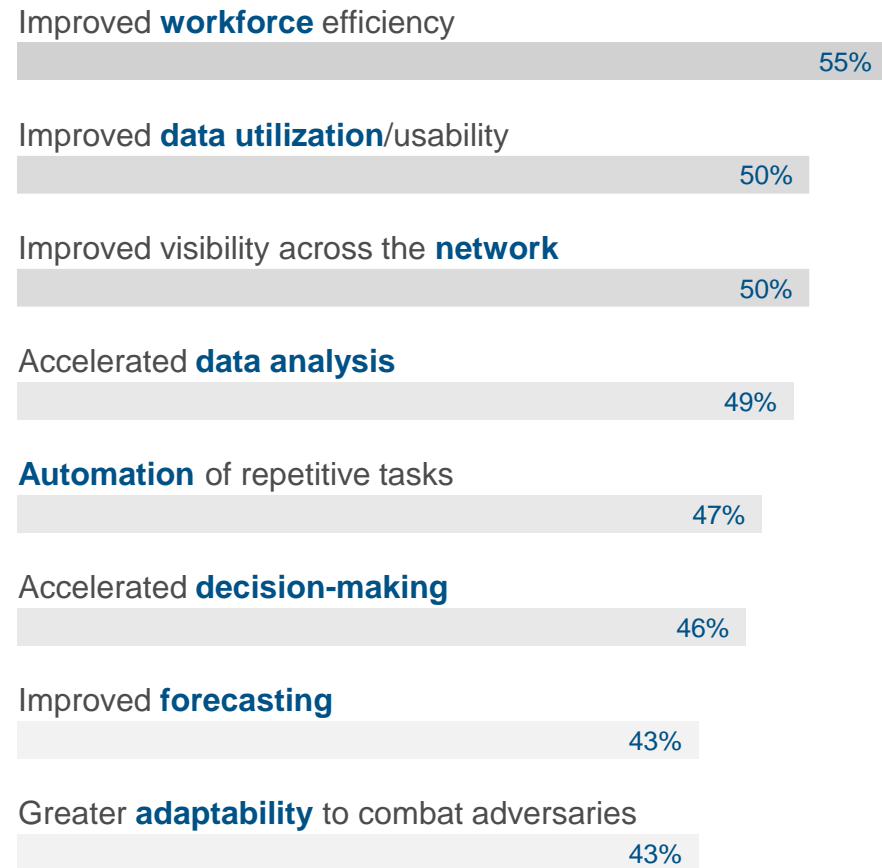 Improved workforce efficiency
55%
Improved data utilization/usability
50%
Improved visibility across the network
50%
Accelerated data analysis
49%
Automation of repetitive tasks
47%
Accelerated decision-making
46%
Improved forecasting
43%
Greater adaptability to combat adversaries
43%